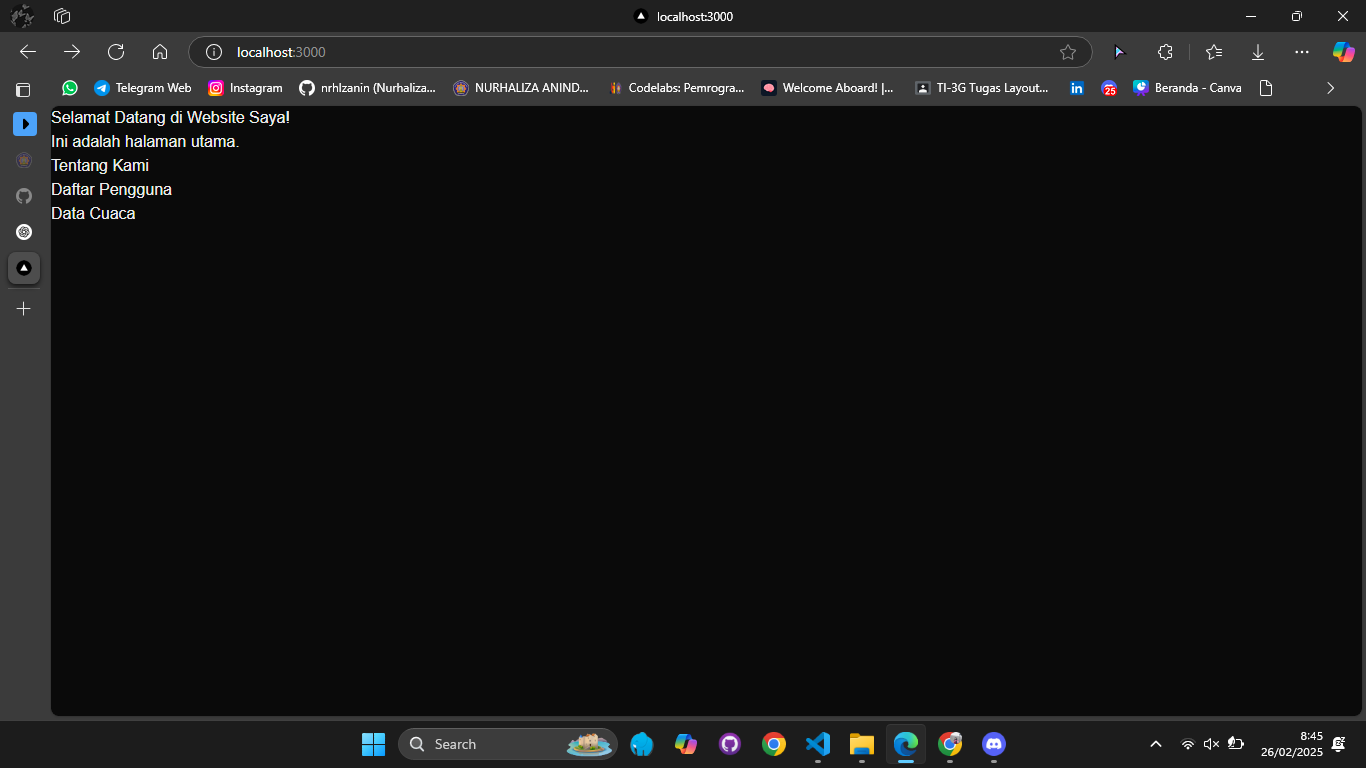 localhost:3000
localhost:3000
Telegram Web
Instagram
nrhlzanin (Nurhaliza...
NURHALIZA ANIND...
Codelabs: Pemrogra...
Welcome Aboard! |...
TI-3G Tugas Layout...
in
25
Beranda - Canva
Selamat Datang di Website Saya!
Ini adalah halaman utama.
Tentang Kami
Daftar Pengguna
Data Cuaca
Search
8:45
26/02/2025